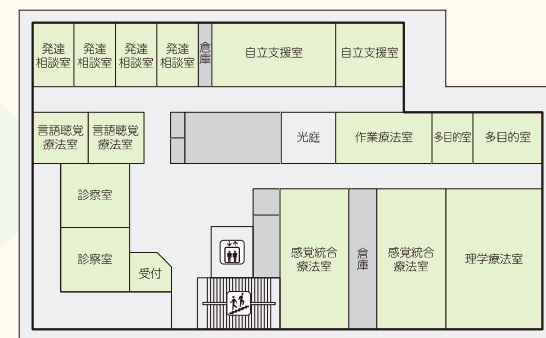 発達
相談室
発達
相談室
発達
相談室
発達
相談室
倉庫
自立支援室
自立支援室
言語聴覚
療法室
言語聴覚
療法室
光庭
作業療法室
多目的室
多目的室
診察室
診察室
受付
感覚統合
療法室
倉庫
感覚統合
療法室
理学療法室